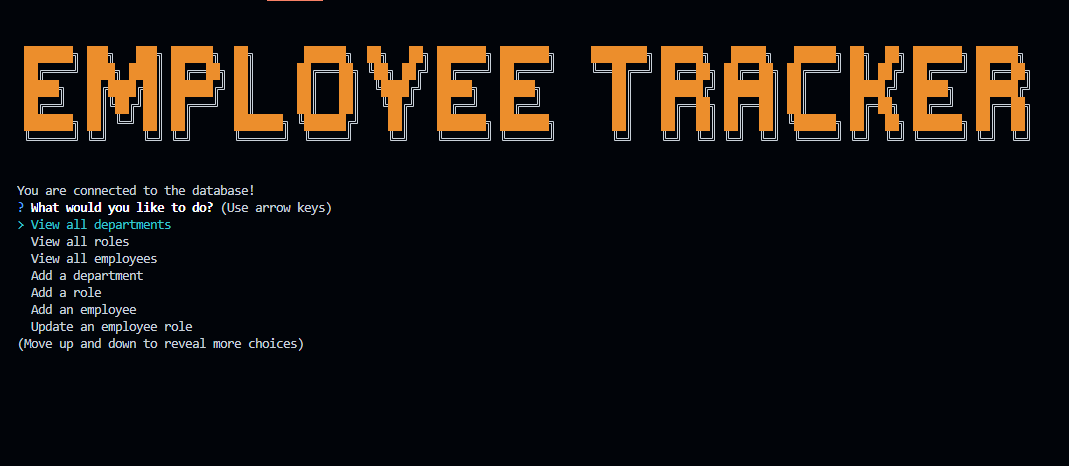 EMPLOYEE TRACKER
You are connected to the database!
? What would you like to do? (Use arrow keys)
> View all departments
View all roles
View all employees
Add a department
Add a role
Add an employee
Update an employee role
(Move up and down to reveal more choices)